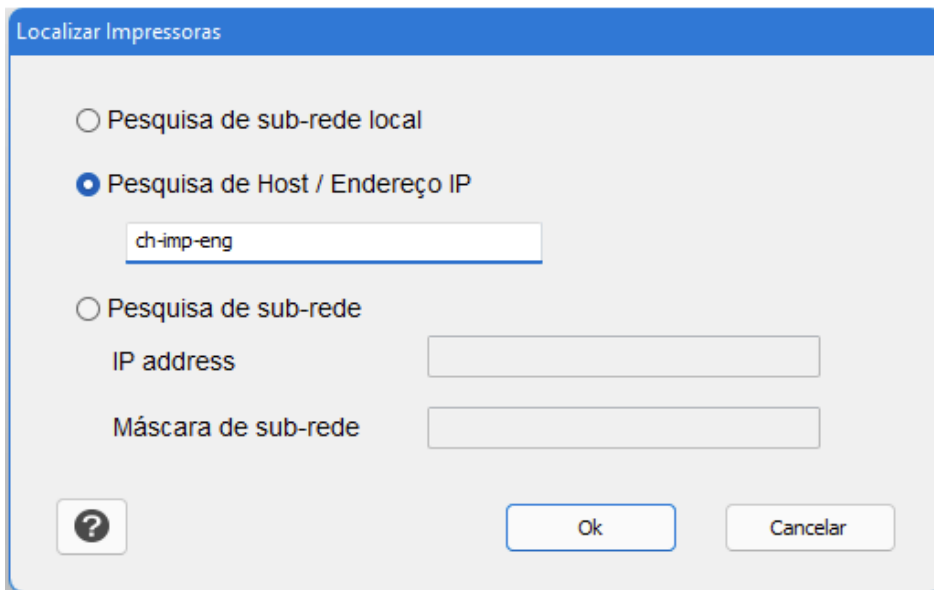 Localizar Impressoras
Pesquisa de sub-rede local
Pesquisa de Host / Endereço IP
ch-imp-eng
Pesquisa de sub-rede
IP address
Máscara de sub-rede
?
Ok
Cancelar